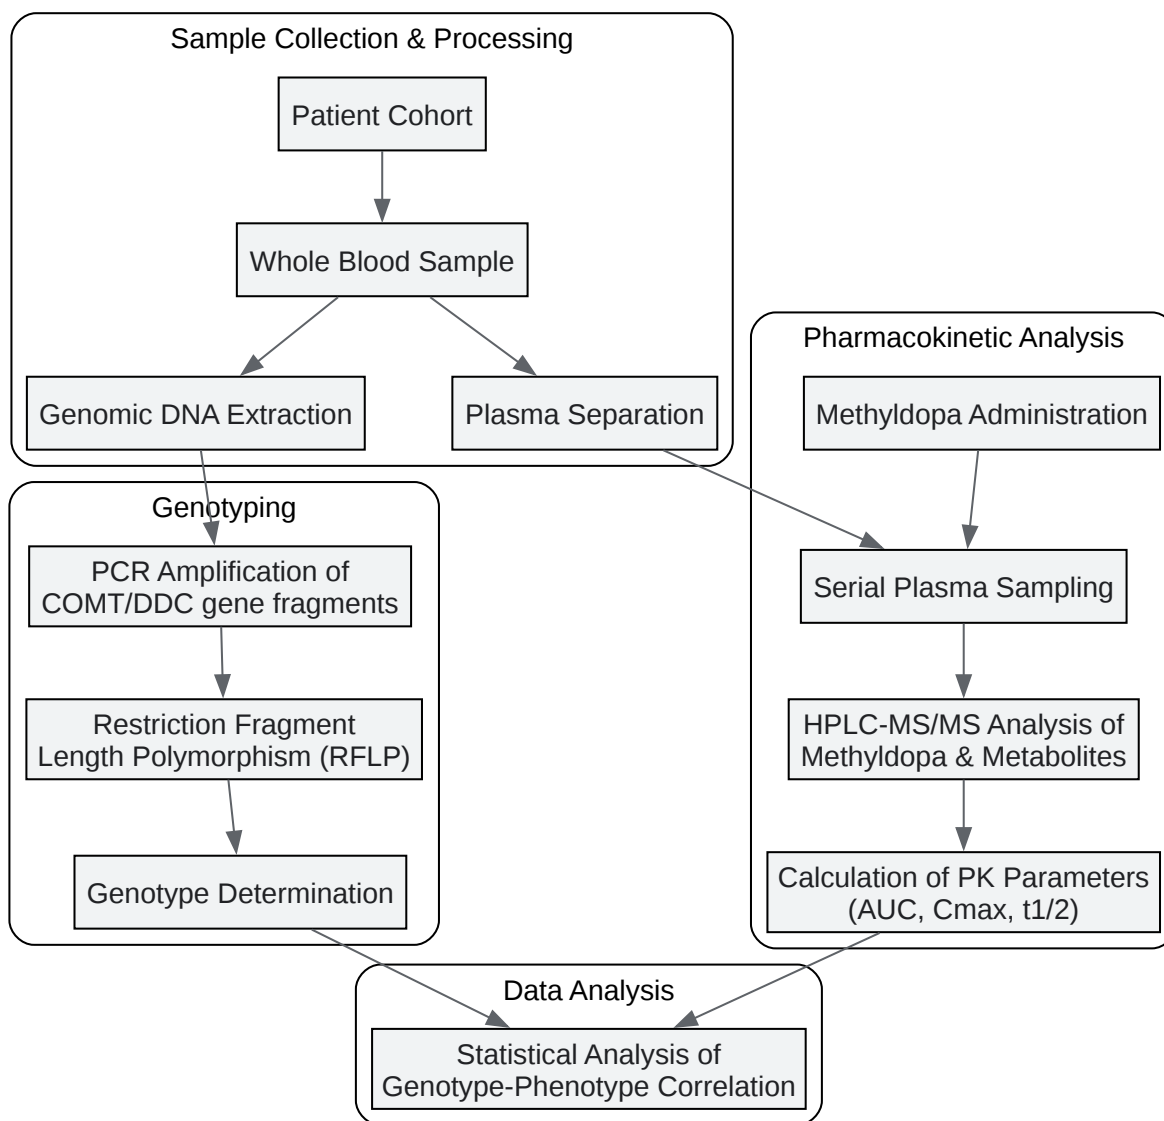 Sample Collection & Processing
Patient Cohort
Whole Blood Sample
Genomic DNA Extraction
Plasma Separation
Genotyping
PCR Amplification of
COMT/DDC gene fragments
Restriction Fragment
Length Polymorphism (RFLP)
Genotype Determination
Pharmacokinetic Analysis
Methyldopa Administration
Serial Plasma Sampling
HPLC-MS/MS Analysis of
Methyldopa & Metabolites
Calculation of PK Parameters
(AUC, Cmax, t1/2)
Data Analysis
Statistical Analysis of
Genotype-Phenotype Correlation